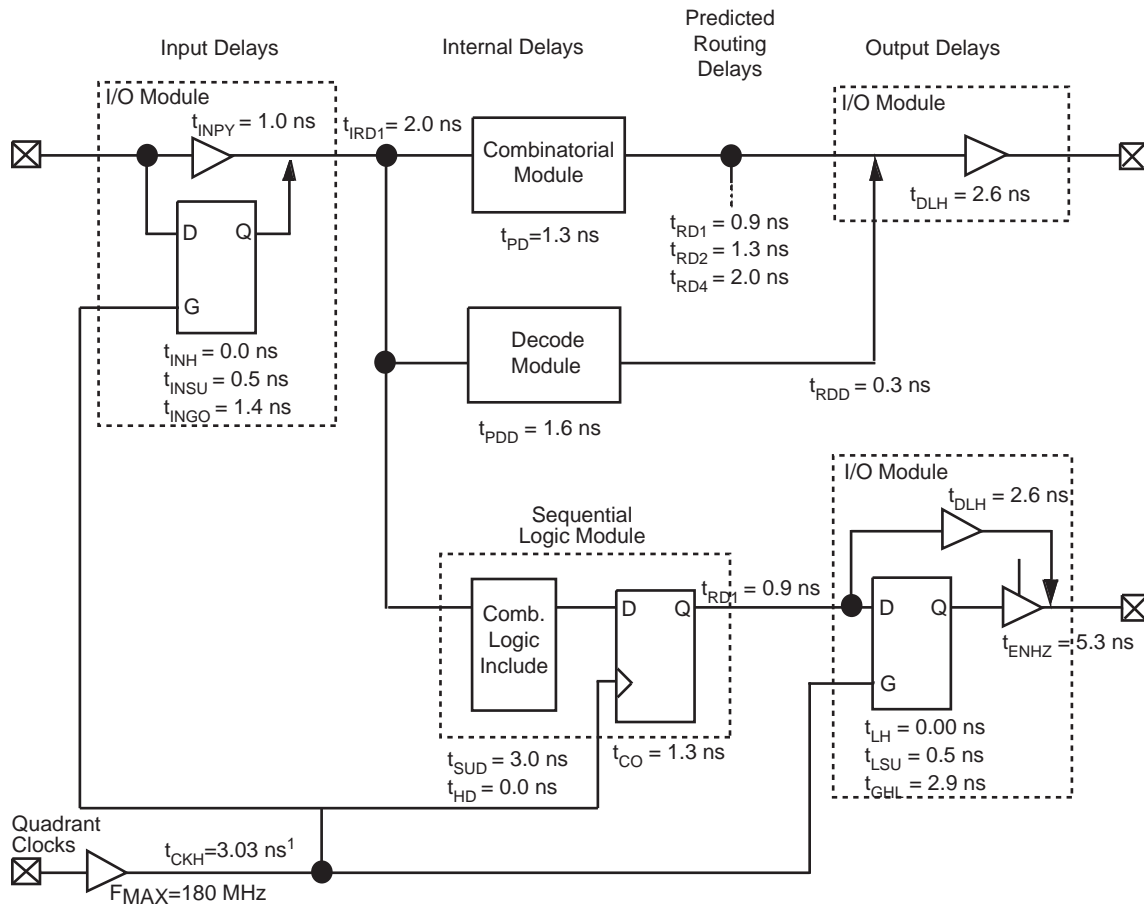 Input Delays
Internal Delays
Predicted
Routing
Delays
Output Delays
I/O Module
tINPY = 1.0 ns
tIRD1 = 2.0 ns
Combinatorial
Module
tPD=1.3 ns
tRD1 = 0.9 ns
tRD2 = 1.3 ns
tRD4 = 2.0 ns
I/O Module
tDLH = 2.6 ns
D
Q
G
tINH = 0.0 ns
tINSU = 0.5 ns
tINGO = 1.4 ns
Decode
Module
tPDD = 1.6 ns
tRDD = 0.3 ns
Sequential
Logic Module
Comb.
Logic
Include
D
Q
tRD1 = 0.9 ns
tSUD = 3.0 ns
tHD = 0.0 ns
tCO = 1.3 ns
I/O Module
tDLH = 2.6 ns
D
Q
G
tENHZ = 5.3 ns
tLH = 0.00 ns
tLSU = 0.5 ns
tGHL = 2.9 ns
Quadrant
Clocks
tCKH=3.03 ns1
FMAX=180 MHz